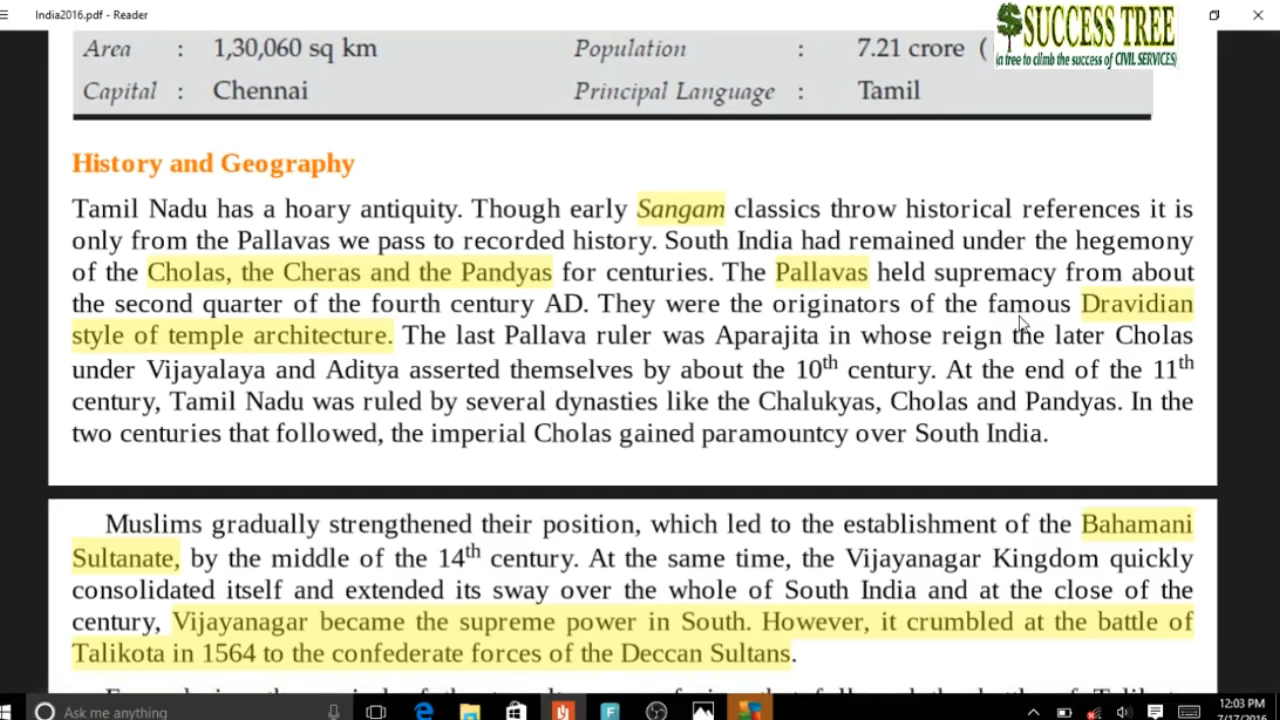 India2016.pdf - Reader
SUCCESS TREE
(a tree to climb the success of CIVIL SERVICES)
Area : 1,30,060 sq km Population : 7.21 crore (
Capital : Chennai Principal Language : Tamil
History and Geography
Tamil Nadu has a hoary antiquity. Though early Sangam classics throw historical references it is
only from the Pallavas we pass to recorded history. South India had remained under the hegemony
of the Cholas, the Cheras and the Pandyas for centuries. The Pallavas held supremacy from about
the second quarter of the fourth century AD. They were the originators of the famous Dravidian
style of temple architecture. The last Pallava ruler was Aparajita in whose reign the later Cholas
under Vijayalaya and Aditya asserted themselves by about the 10th century. At the end of the 11th
century, Tamil Nadu was ruled by several dynasties like the Chalukyas, Cholas and Pandyas. In the
two centuries that followed, the imperial Cholas gained paramountcy over South India.
Muslims gradually strengthened their position, which led to the establishment of the Bahamani
Sultanate, by the middle of the 14th century. At the same time, the Vijayanagar Kingdom quickly
consolidated itself and extended its sway over the whole of South India and at the close of the
century, Vijayanagar became the supreme power in South. However, it crumbled at the battle of
Talikota in 1564 to the confederate forces of the Deccan Sultans.
Ask me anything
12:03 PM
7/17/2016